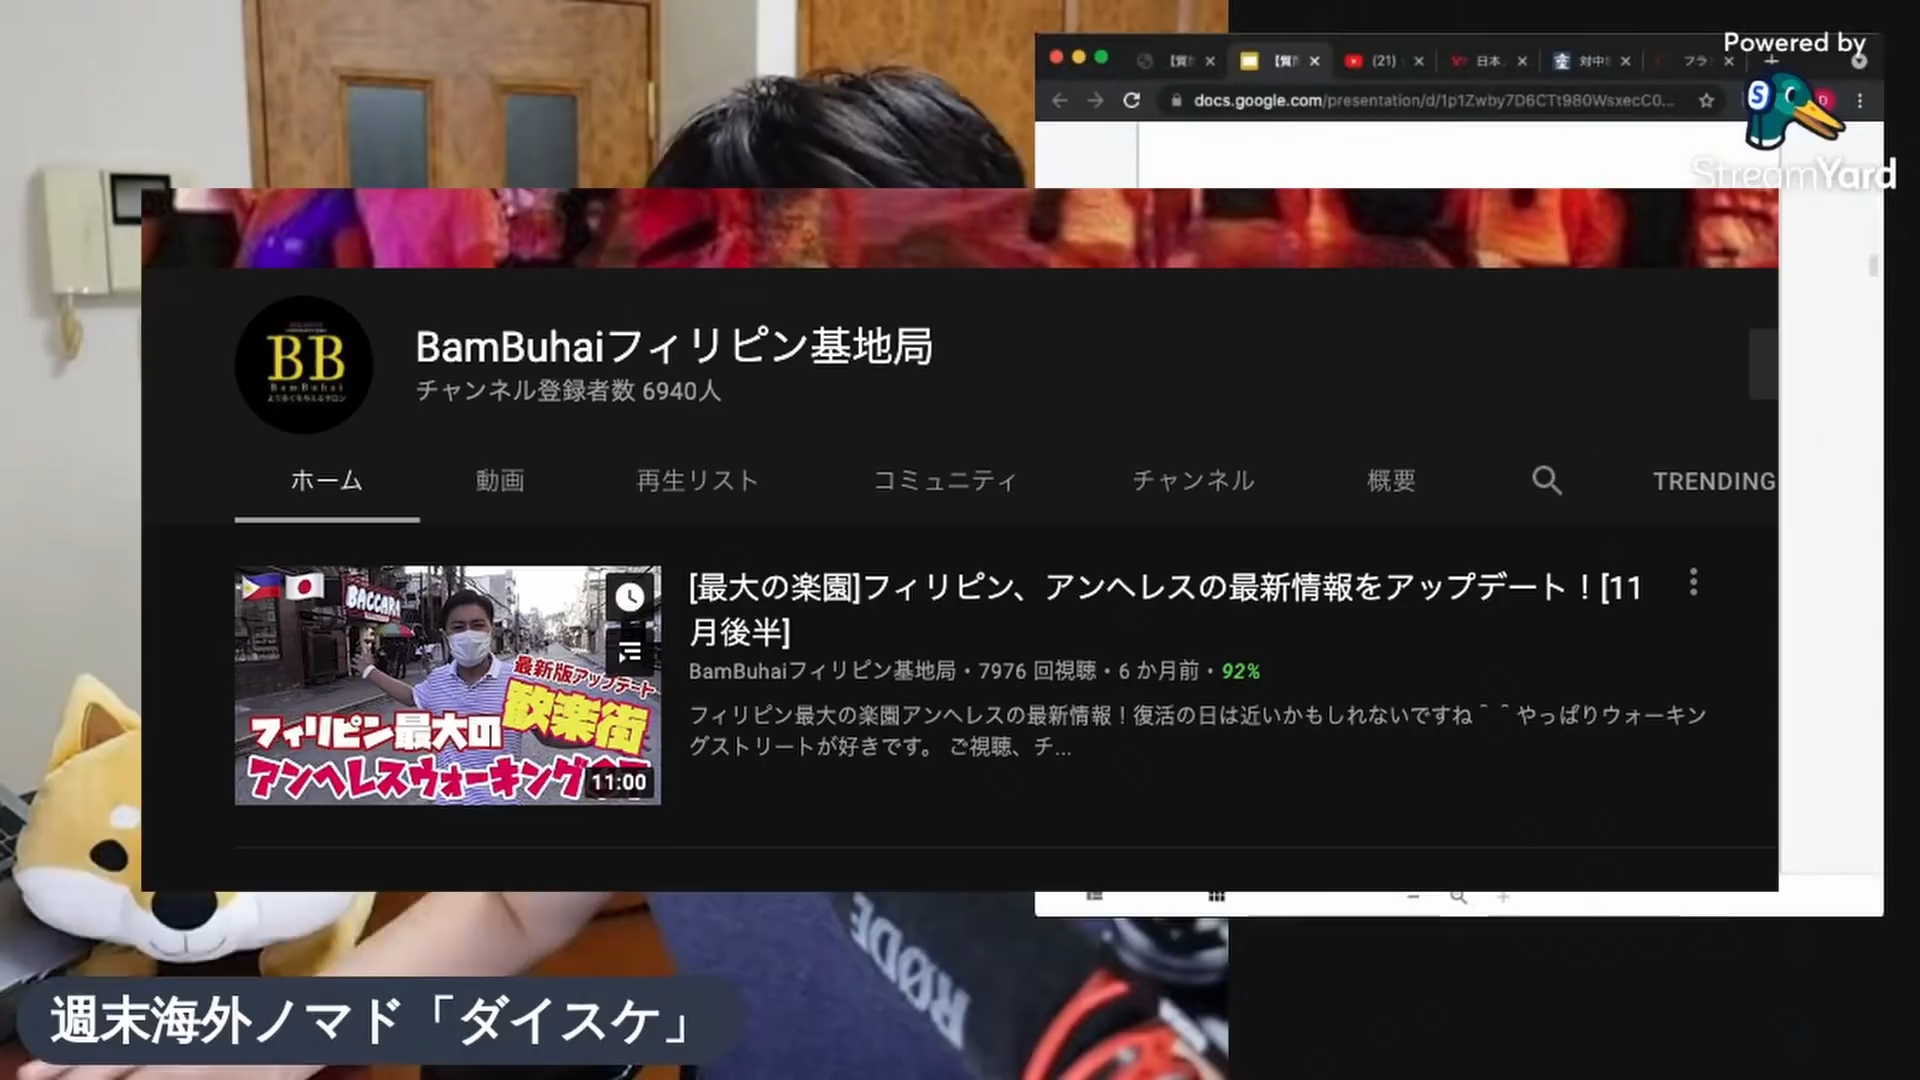 Powered by
StreamYard
【質
【質
(21)
日本
対中
フラ
docs.google.com/presentation/d/1p1Zwby7D6CTt980WsxecC0...
BB
BamBuhai
BamBuhaiフィリピン基地局
チャンネル登録者数 6940人
ホーム
動画
再生リスト
コミュニティ
チャンネル
概要
TRENDING
BACCARA
最新版アップデート
歓楽街
フィリピン最大の
アンヘレスウォーキング
11:00
[最大の楽園]フィリピン、アンヘレスの最新情報をアップデート！[11
月後半]
BamBuhaiフィリピン基地局・7976 回視聴・6 か月前・92%
フィリピン最大の楽園アンヘレスの最新情報！復活の日は近いかもしれないですね＾＾やっぱりウォーキン
グストリートが好きです。 ご視聴、チ...
RØDE
週末海外ノマド「ダイスケ」